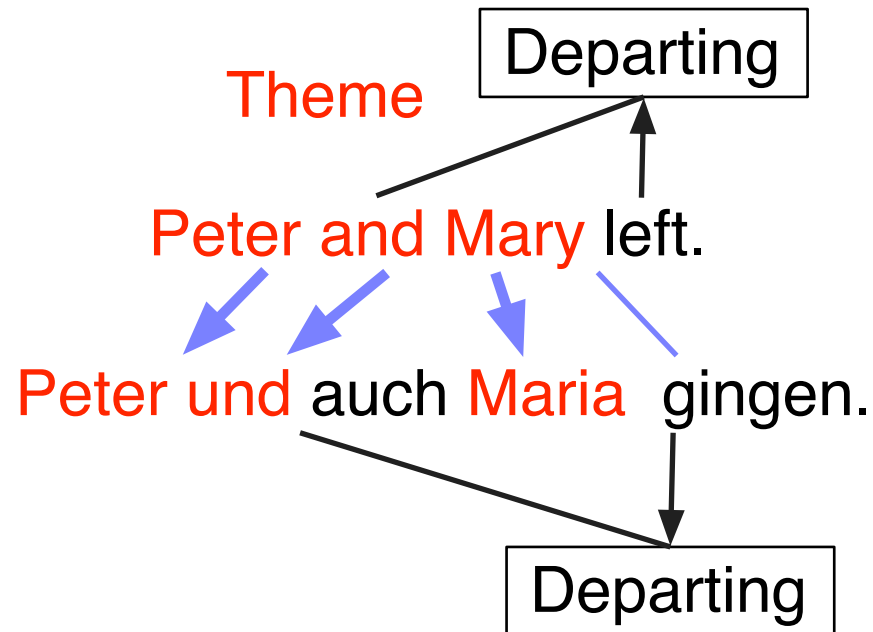 Departing
Theme
Peter and Mary left.
Peter und auch Maria gingen.
Departing